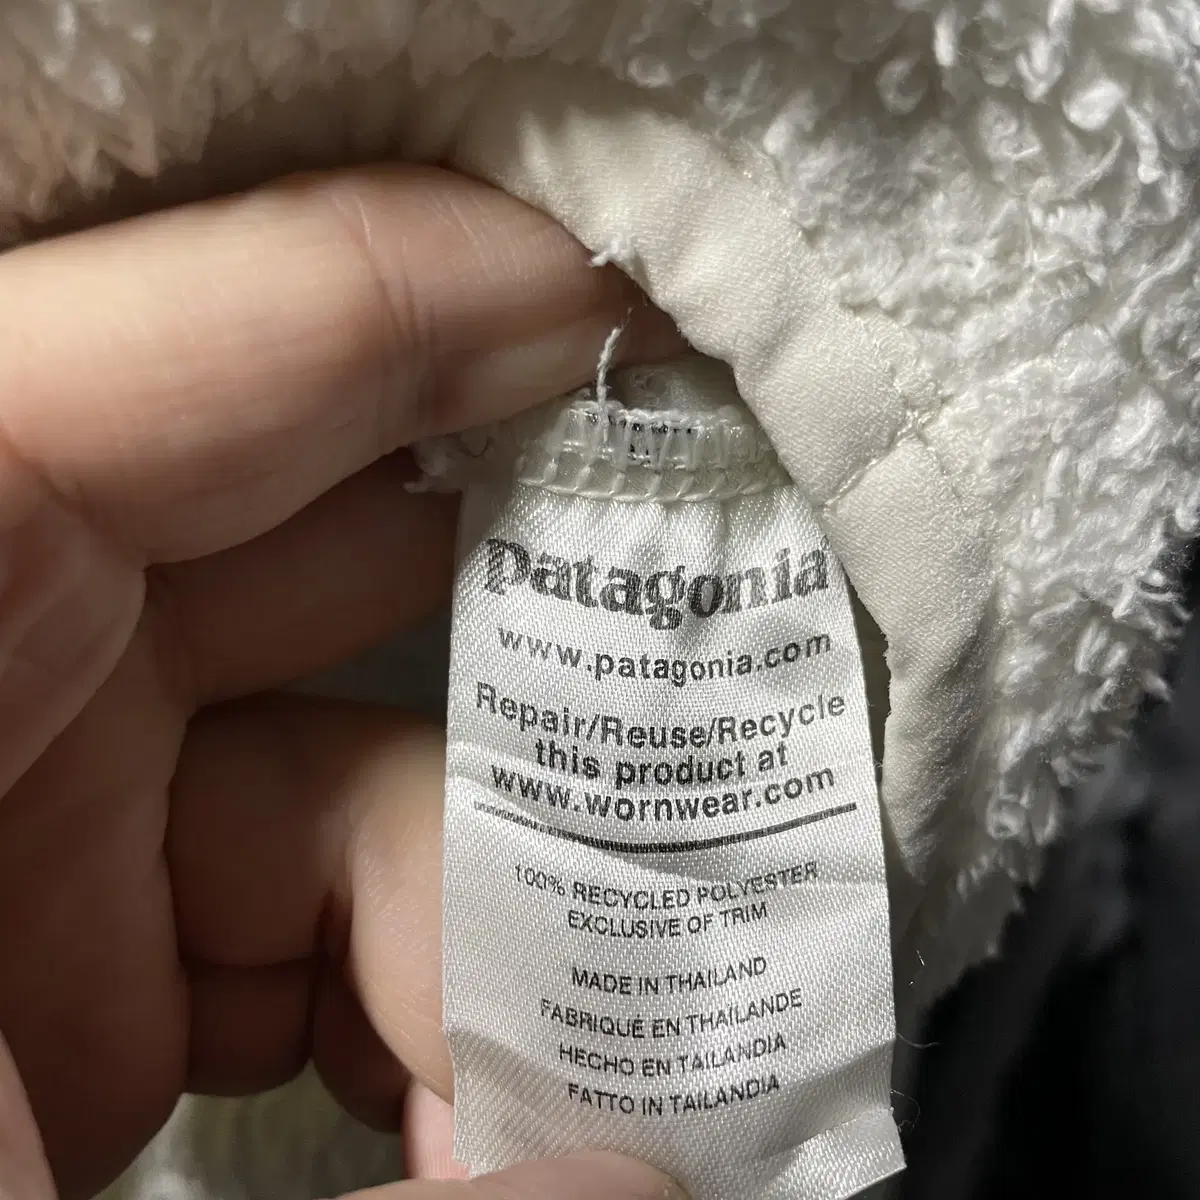 patagonia
www.patagonia.com
Repair/Reuse/Recycle
this product at
www.wornwear.com
100% RECYCLED POLYESTER
EXCLUSIVE OF TRIM
MADE IN THAILAND
FABRIQUÉ EN THAÏLANDE
HECHO EN TAILANDIA
FATTO IN TAILANDIA